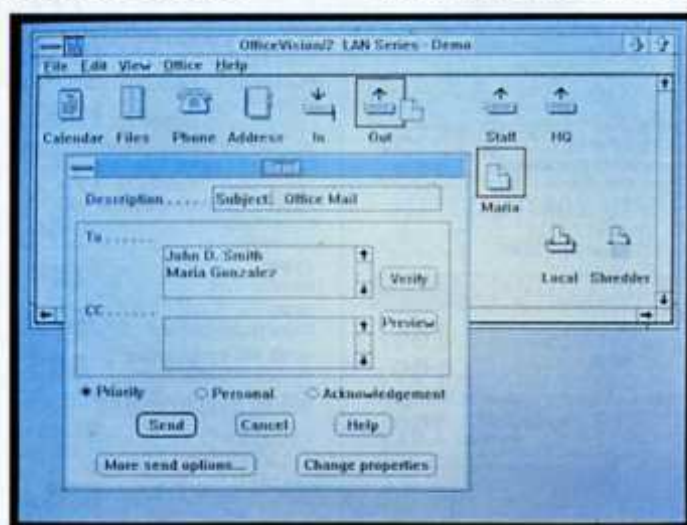 OfficeVision/2 LAN Series - Demo
File Edit View Office Help
Calendar Files Phone Address In Out Staff HQ
Maria
Local Shredder
Send
Description ..... Subject: Office Mail
To ......
John D. Smith
Maria Gonzalez
Verify
CC ......
Preview
Priority Personal Acknowledgement
Send Cancel Help
More send options... Change properties